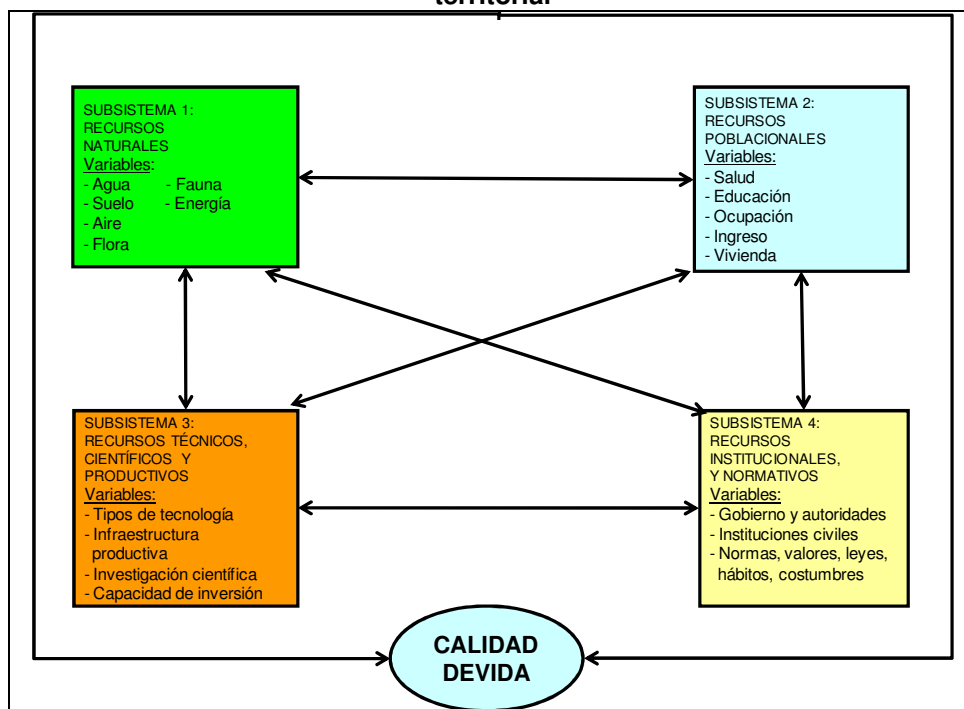 territorial
SUBSISTEMA 1:
RECURSOS
NATURALES
Variables:
- Agua - Fauna
- Suelo - Energía
- Aire
- Flora
SUBSISTEMA 2:
RECURSOS
POBLACIONALES
Variables:
- Salud
- Educación
- Ocupación
- Ingreso
- Vivienda
SUBSISTEMA 3:
RECURSOS TÉCNICOS,
CIENTÍFICOS Y
PRODUCTIVOS
Variables:
- Tipos de tecnología
- Infraestructura
productiva
- Investigación científica
- Capacidad de inversión
SUBSISTEMA 4:
RECURSOS
INSTITUCIONALES,
Y NORMATIVOS
Variables:
- Gobierno y autoridades
- Instituciones civiles
- Normas, valores, leyes,
hábitos, costumbres
CALIDAD
DEVIDA